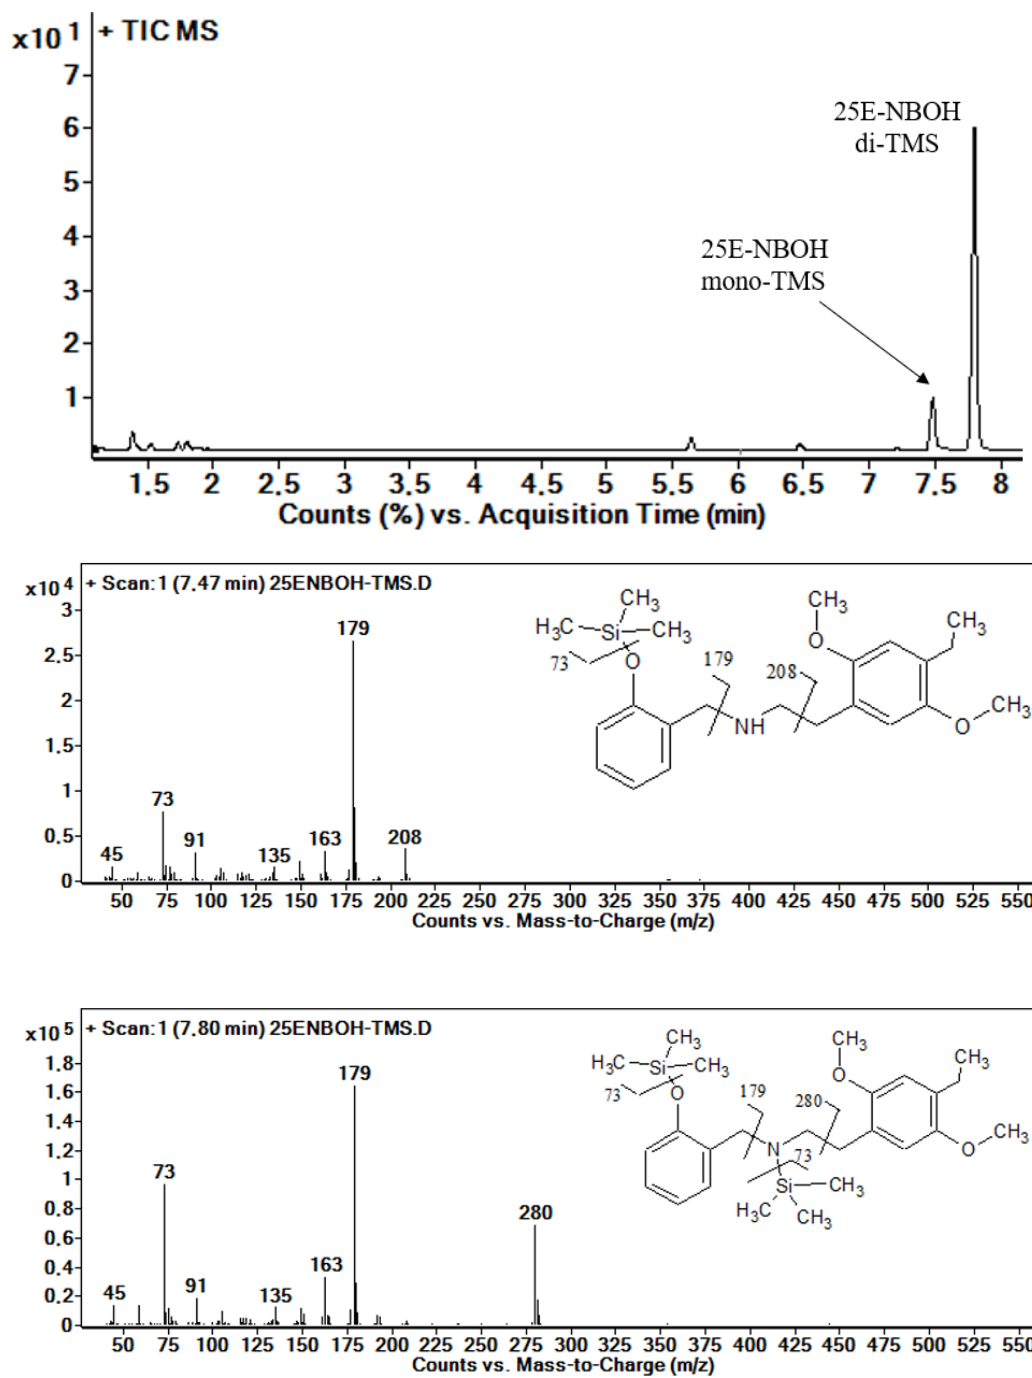 x10 1 + TIC MS
7
6
5
4
3
2
1
25E-NBOH
di-TMS
25E-NBOH
mono-TMS
1.5 2 2.5 3 3.5 4 4.5 5 5.5 6 6.5 7 7.5 8
Counts (%) vs. Acquisition Time (min)
x10 4 + Scan:1 (7.47 min) 25ENBOH-TMS.D
3
2.5
2
1.5
1
0.5
0
179
73
163
208
91
45
135
50 75 100 125 150 175 200 225 250 275 300 325 350 375 400 425 450 475 500 525 550
Counts vs. Mass-to-Charge (m/z)
H3C
CH3
Si
CH3
73
O
179
NH
208
CH3
O
CH3
O
CH3
x10 5 + Scan:1 (7.80 min) 25ENBOH-TMS.D
1.8
1.6
1.4
1.2
1
0.8
0.6
0.4
0.2
0
179
73
280
163
91
45
135
50 75 100 125 150 175 200 225 250 275 300 325 350 375 400 425 450 475 500 525 550
Counts vs. Mass-to-Charge (m/z)
H3C
CH3
Si
CH3
73
O
179
N
280
73
Si
CH3
H3C
CH3
CH3
O
CH3
O
CH3